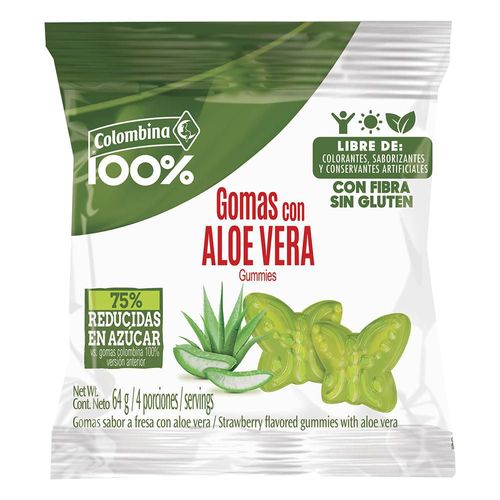 Colombina
100%
LIBRE DE:
COLORANTES, SABORIZANTES
Y CONSERVANTES ARTIFICIALES
CON FIBRA
SIN GLUTEN
Gomas con
ALOE VERA
Gummies
75%
REDUCIDAS
EN AZÚCAR
vs. gomas colombina 100%
versión anterior
Net Wt.
Cont. Neto 64 g / 4 porciones / servings
Gomas sabor a fresa con aloe vera / Strawberry flavored gummies with aloe vera